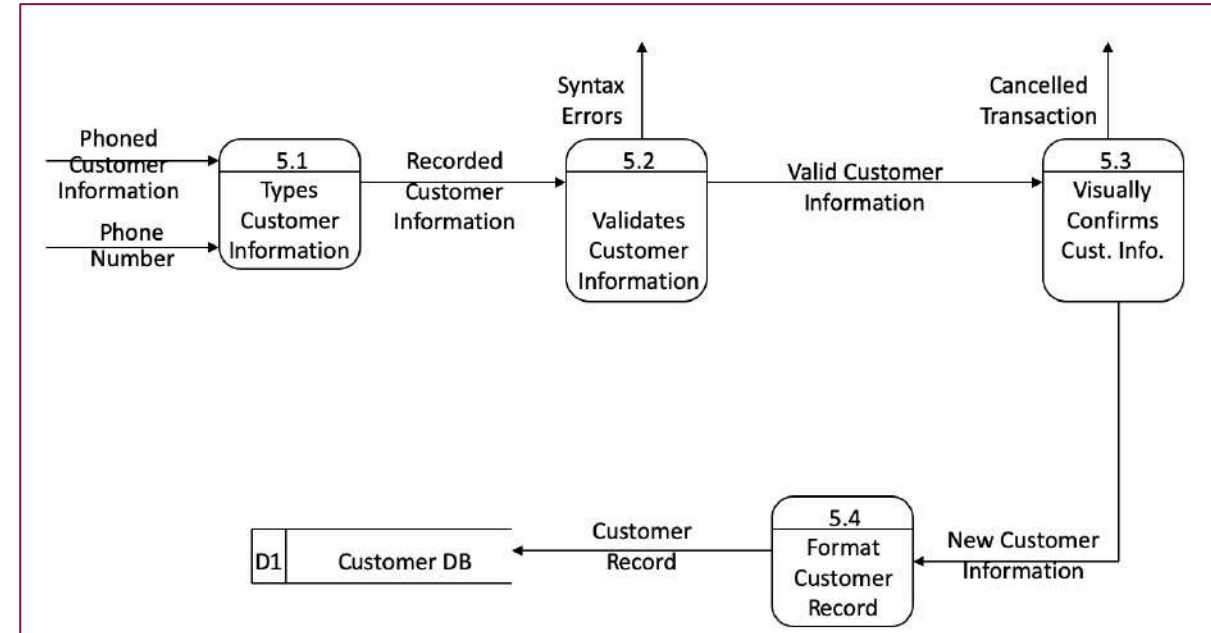 Phoned
Customer
Information
Phone
Number
5.1
Types
Customer
Information
Recorded
Customer
Information
Syntax
Errors
5.2
Validates
Customer
Information
Valid Customer
Information
Cancelled
Transaction
5.3
Visually
Confirms
Cust. Info.
D1
Customer DB
Customer
Record
5.4
Format
Customer
Record
New Customer
Information